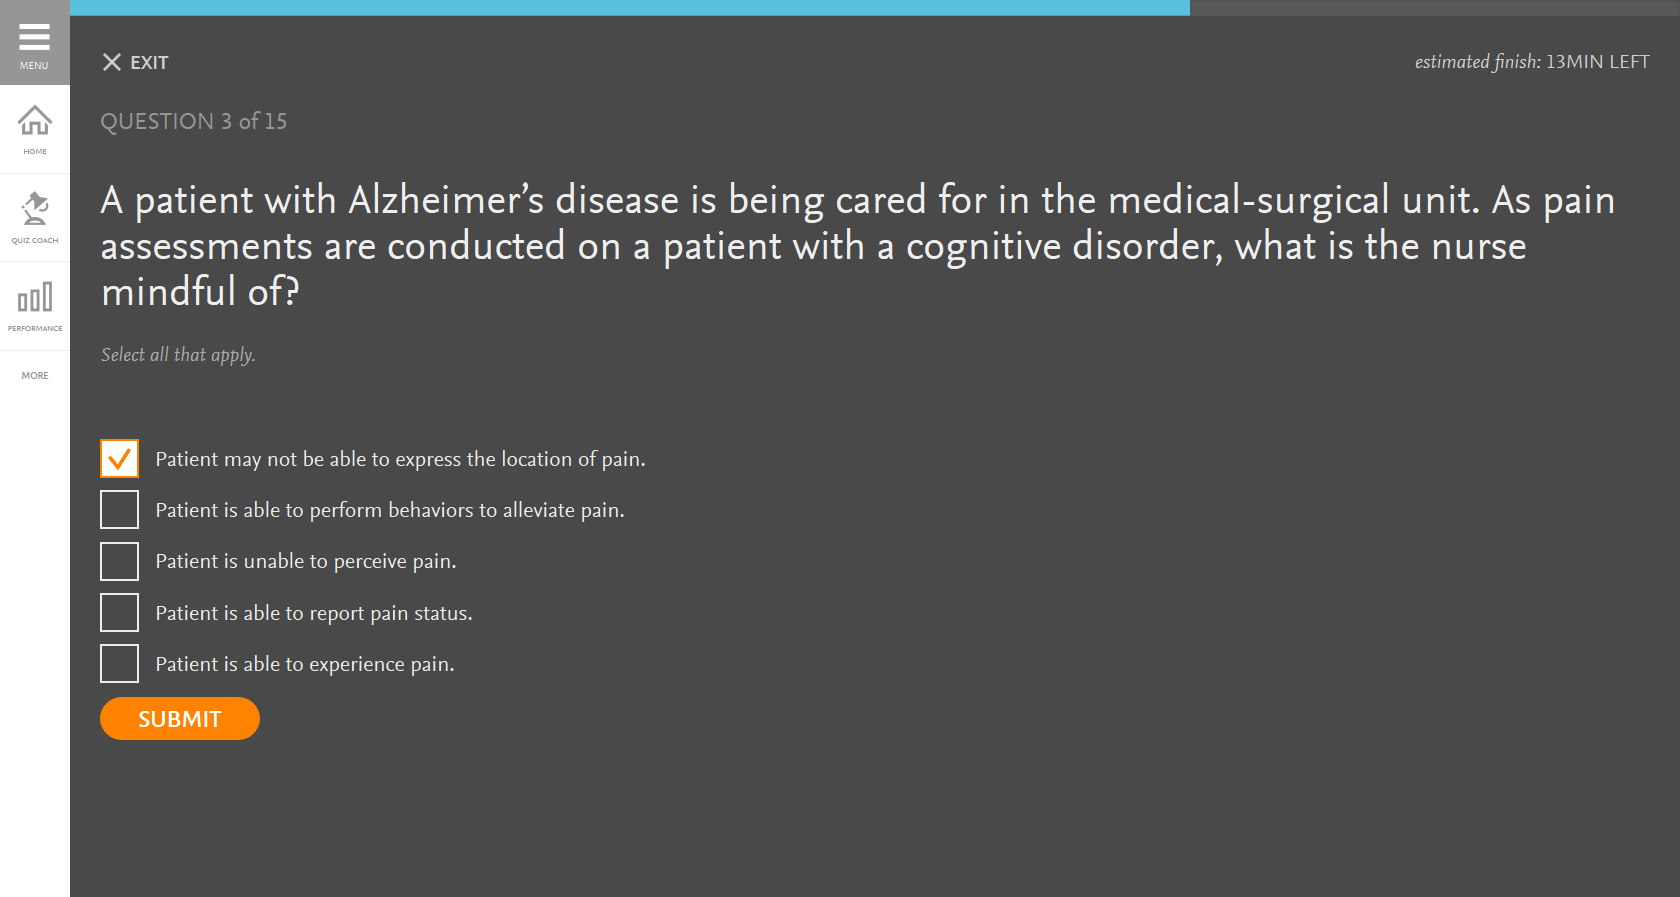 MENU
HOME
QUIZ COACH
PERFORMANCE
MORE
EXIT
estimated finish: 13MIN LEFT
QUESTION 3 of 15
A patient with Alzheimer’s disease is being cared for in the medical-surgical unit. As pain
assessments are conducted on a patient with a cognitive disorder, what is the nurse
mindful of?
Select all that apply.
Patient may not be able to express the location of pain.
Patient is able to perform behaviors to alleviate pain.
Patient is unable to perceive pain.
Patient is able to report pain status.
Patient is able to experience pain.
SUBMIT